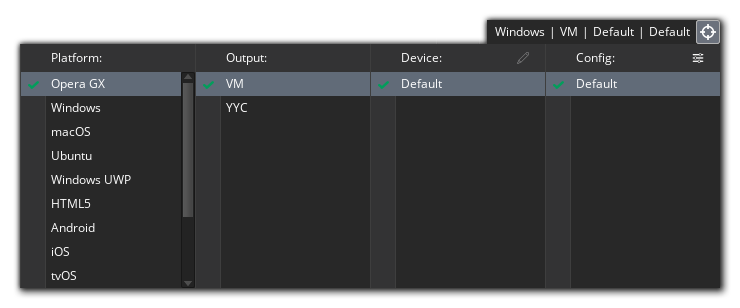 Windows | VM | Default | Default
Platform: Output: Device: Config:
Opera GX VM Default Default
Windows YYC
macOS
Ubuntu
Windows UWP
HTML5
Android
iOS
tvOS